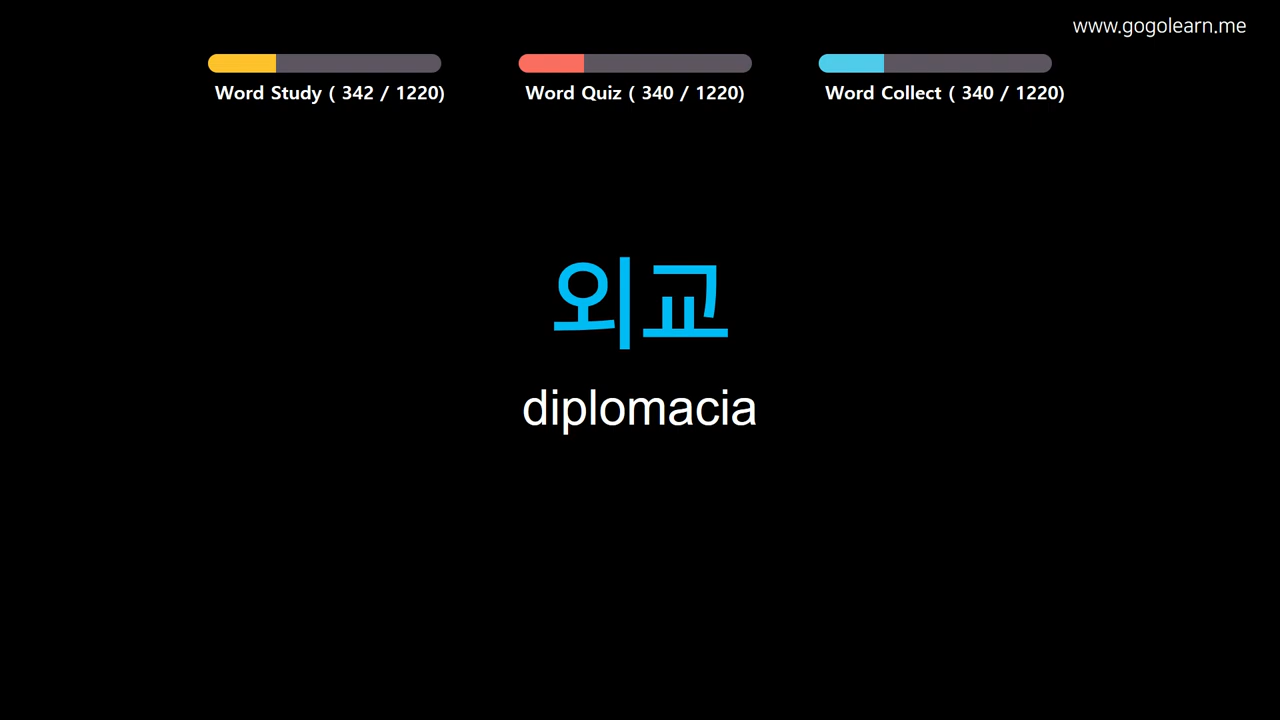 www.gogolearn.me
Word Study ( 342 / 1220)
Word Quiz ( 340 / 1220)
Word Collect ( 340 / 1220)
외교
diplomacia